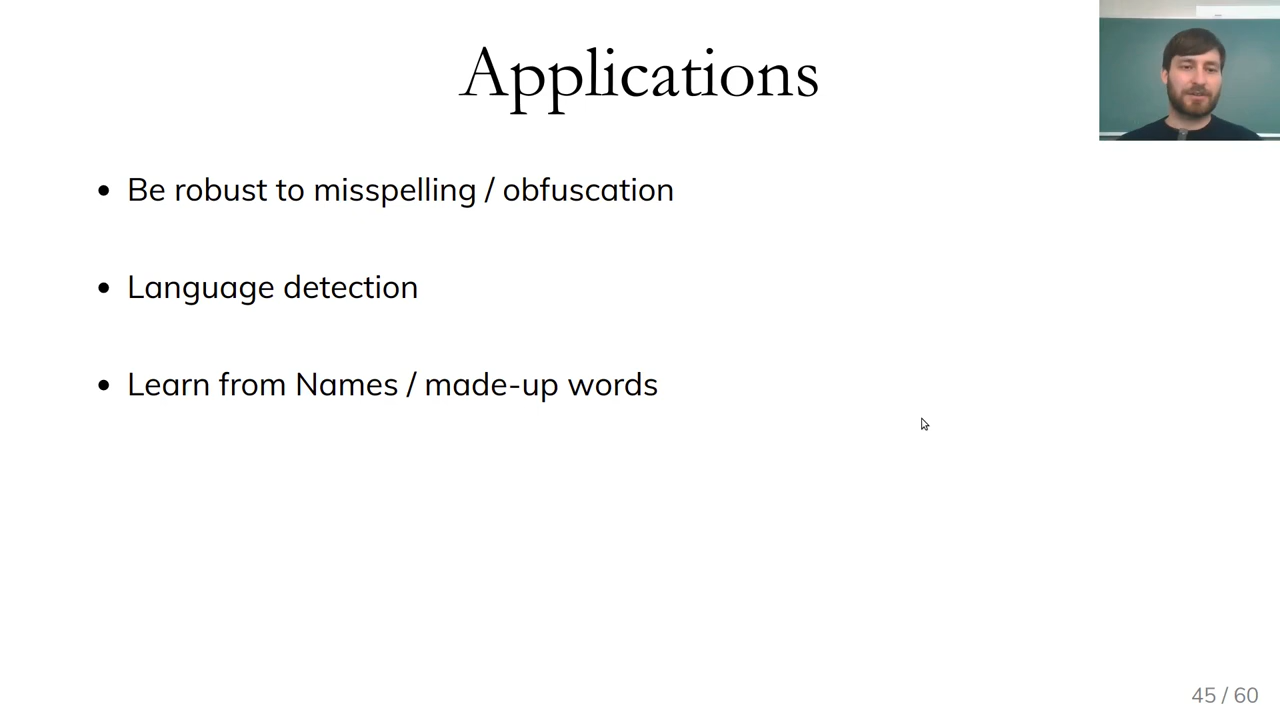 Applications
• Be robust to misspelling / obfuscation
• Language detection
• Learn from Names / made-up words
45 / 60